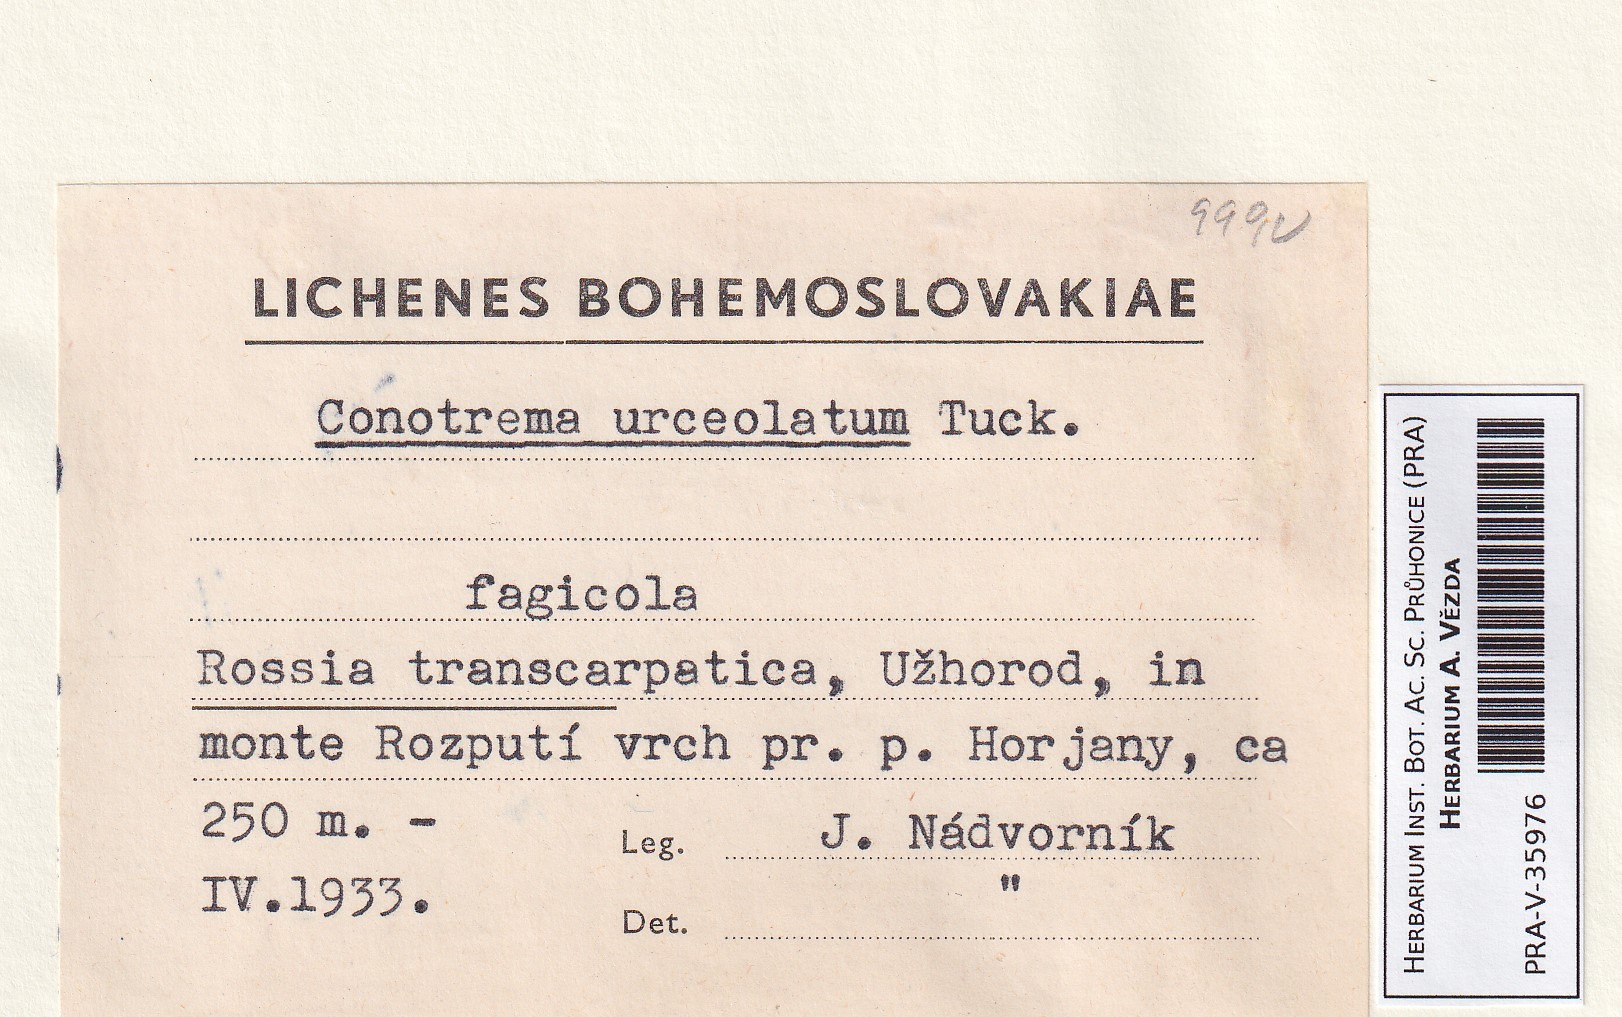 999V
LICHENES BOHEMOSLOVAKIAE
Conotrema urceolatum Tuck.
fagicola
Rossia transcarpatica, Užhorod, in
monte Rozputí vrch pr. p. Horjany, ca
250 m. -
Leg. J. Nádvorník
IV.1933.
Det. "
HERBARIUM INST. BOT. AC. SC. PRŮHONICE (PRA)
HERBARIUM A. VĚZDA
PRA-V-35976